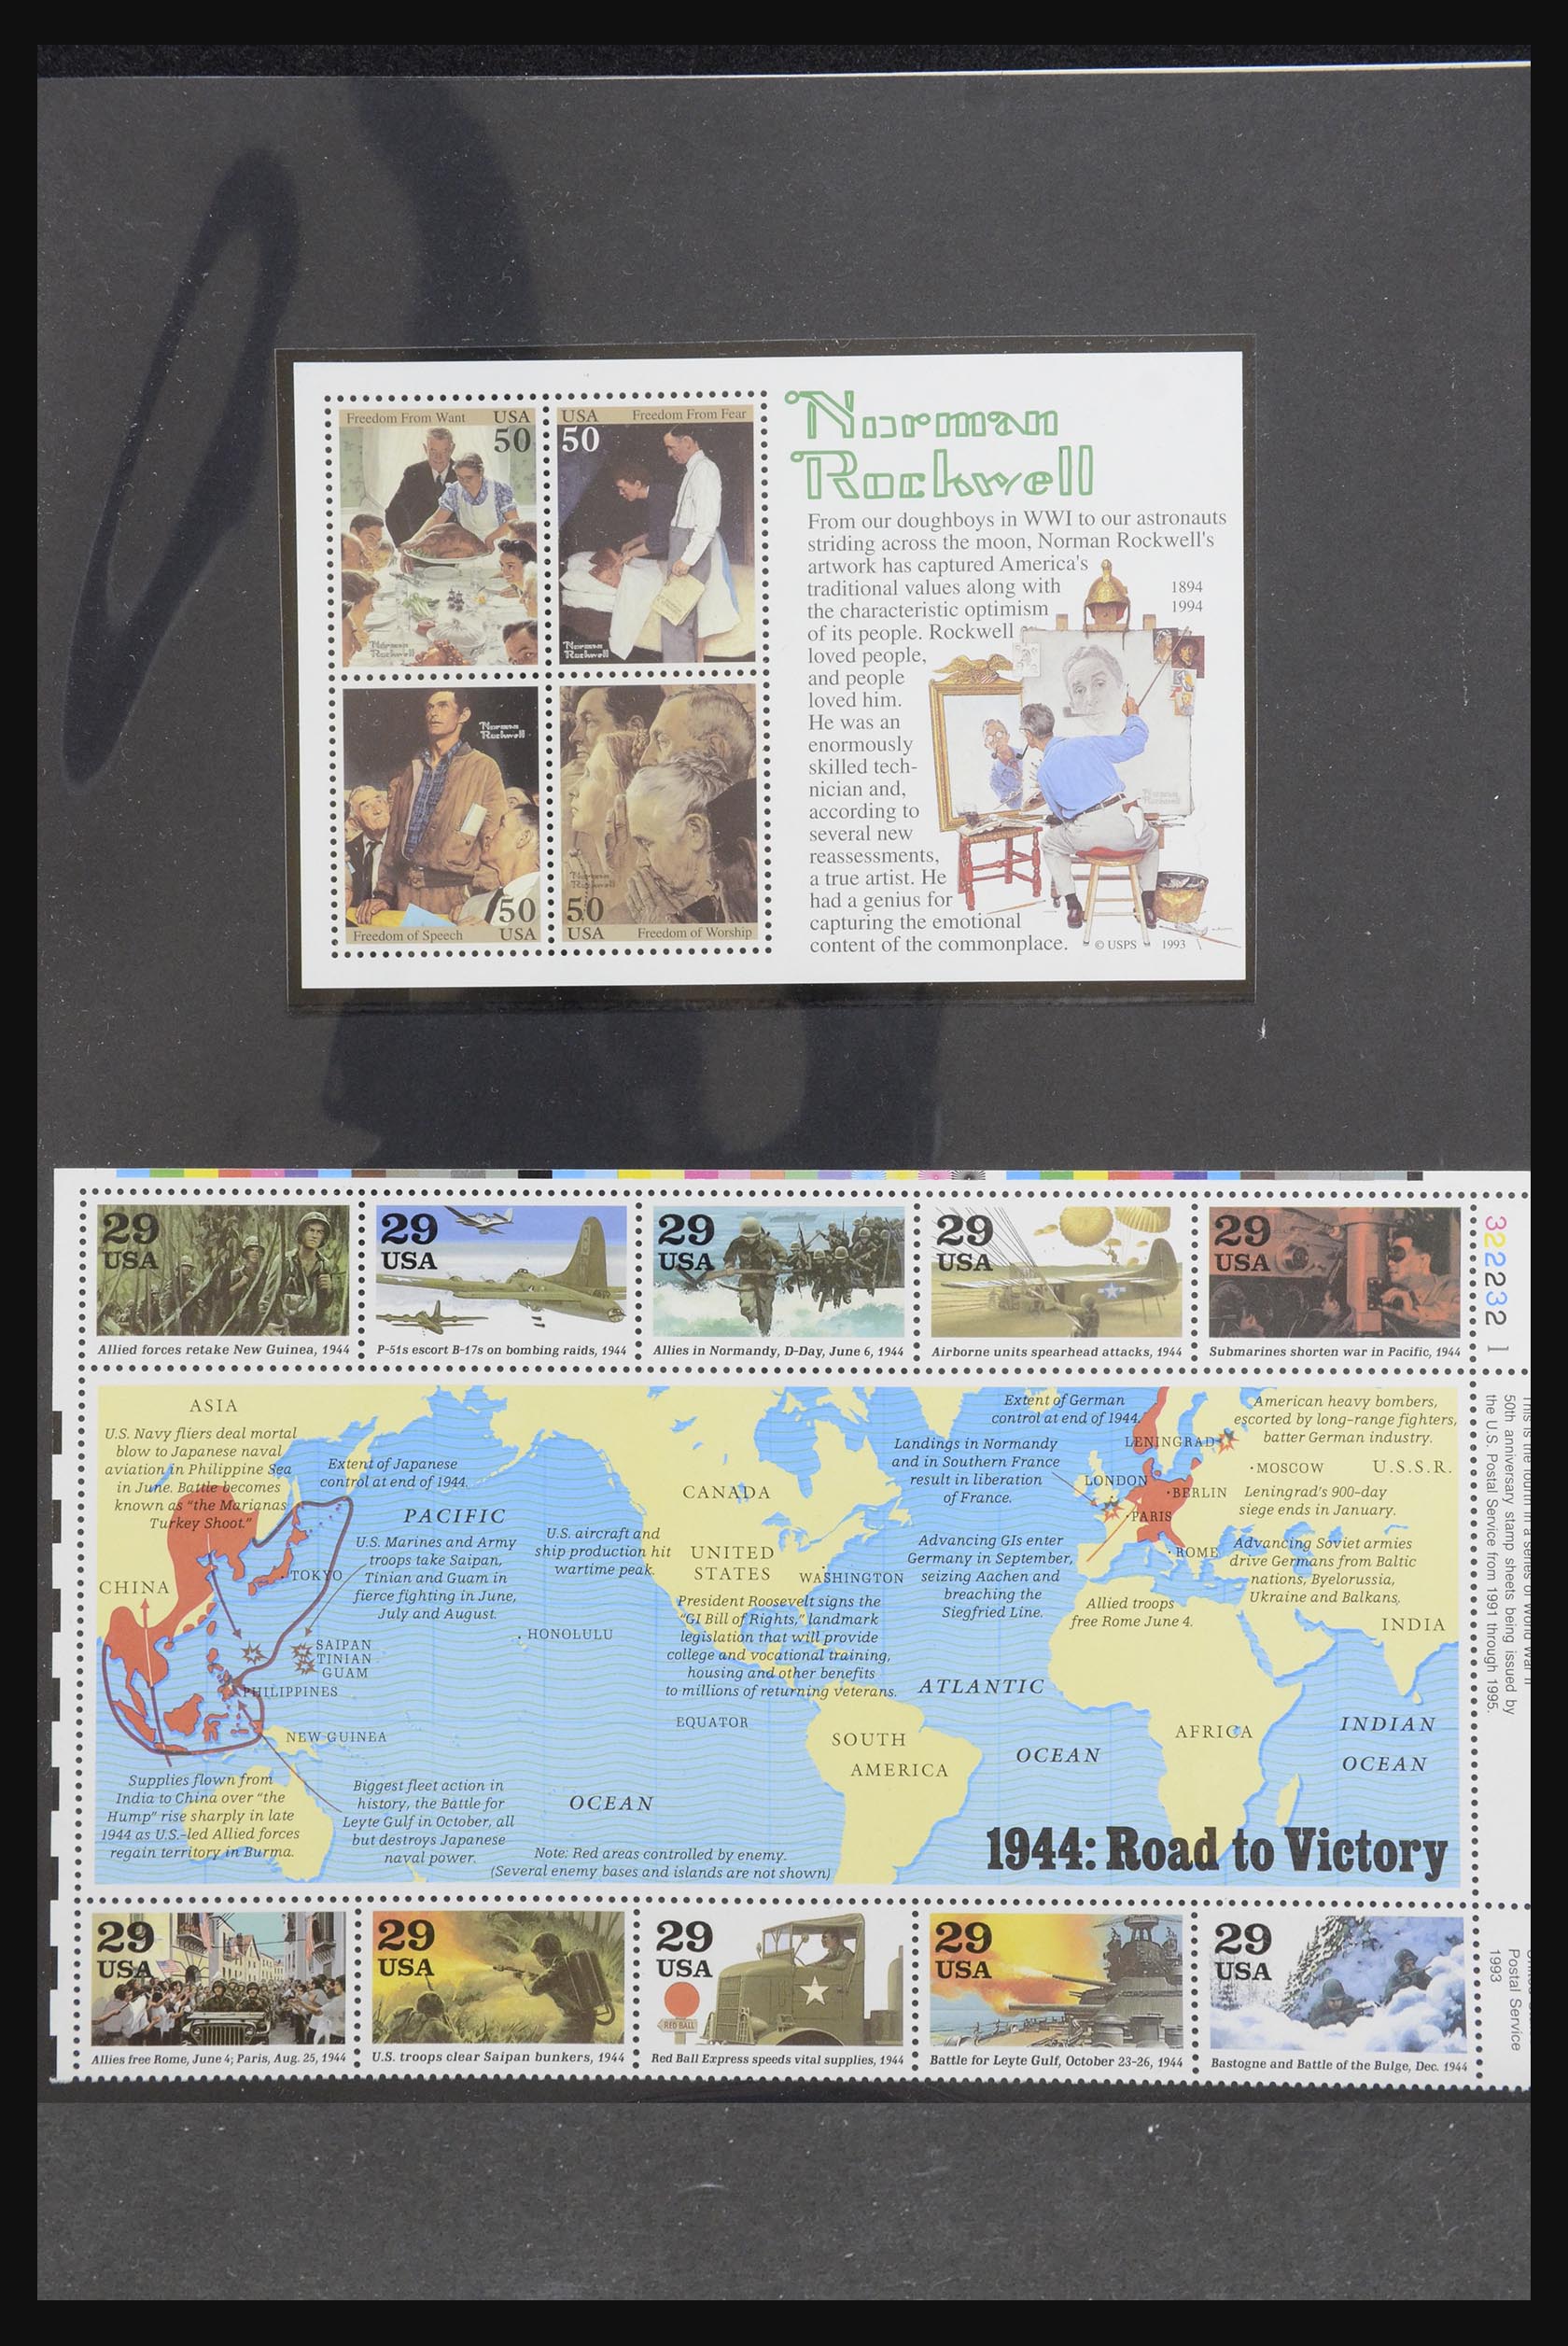 Freedom From Want USA
50
USA Freedom From Fear
50
Norman
Rockwell
Norman
Rockwell
Norman
Rockwell
50
Freedom of Speech USA
Norman
Rockwell
50
USA Freedom of Worship
Norman
Rockwell
From our doughboys in WWI to our astronauts
striding across the moon, Norman Rockwell's
artwork has captured America's
traditional values along with
the characteristic optimism
of its people. Rockwell
loved people,
and people
loved him.
He was an
enormously
skilled tech-
nician and,
according to
several new
reassessments,
a true artist. He
had a genius for
capturing the emotional
content of the commonplace.
1894
1994
Norman
Rockwell
© USPS 1993
29
USA
Allied forces retake New Guinea, 1944
29
USA
P-51s escort B-17s on bombing raids, 1944
29
USA
Allies in Normandy, D-Day, June 6, 1944
29
USA
Airborne units spearhead attacks, 1944
29
USA
Submarines shorten war in Pacific, 1944
322232 1
ASIA
U.S. Navy fliers deal mortal
blow to Japanese naval
aviation in Philippine Sea
in June. Battle becomes
known as “the Marianas
Turkey Shoot.”
Extent of Japanese
control at end of 1944.
PACIFIC
U.S. Marines and Army
troops take Saipan,
Tinian and Guam in
fierce fighting in June,
July and August.
CHINA
TOKYO
SAIPAN
TINIAN
GUAM
PHILIPPINES
NEW GUINEA
Supplies flown from
India to China over “the
Hump” rise sharply in late
1944 as U.S.-led Allied forces
regain territory in Burma.
Biggest fleet action in
history, the Battle for
Leyte Gulf in October, all
but destroys Japanese
naval power.
U.S. aircraft and
ship production hit
wartime peak.
HONOLULU
OCEAN
CANADA
UNITED
STATES
WASHINGTON
President Roosevelt signs the
“GI Bill of Rights,” landmark
legislation that will provide
college and vocational training,
housing and other benefits
to millions of returning veterans.
EQUATOR
Note: Red areas controlled by enemy.
(Several enemy bases and islands are not shown)
SOUTH
AMERICA
Extent of German
control at end of 1944.
Landings in Normandy
and in Southern France
result in liberation
of France.
Advancing GIs enter
Germany in September,
seizing Aachen and
breaching the
Siegfried Line.
ATLANTIC
OCEAN
LENINGRAD
LONDON
BERLIN
PARIS
ROME
Allied troops
free Rome June 4.
American heavy bombers,
escorted by long-range fighters,
batter German industry.
MOSCOW
U.S.S.R.
Leningrad's 900-day
siege ends in January.
Advancing Soviet armies
drive Germans from Baltic
nations, Byelorussia,
Ukraine and Balkans.
INDIA
AFRICA
INDIAN
OCEAN
1944: Road to Victory
This is the fourth in a series of World War II
50th anniversary stamp sheets being issued by
the U.S. Postal Service from 1991 through 1995.
29
USA
Allies free Rome, June 4; Paris, Aug. 25, 1944
29
USA
U.S. troops clear Saipan bunkers, 1944
29
USA
RED BALL
Red Ball Express speeds vital supplies, 1944
29
USA
Battle for Leyte Gulf, October 23-26, 1944
29
USA
Bastogne and Battle of the Bulge, Dec. 1944
Postal Service
1993